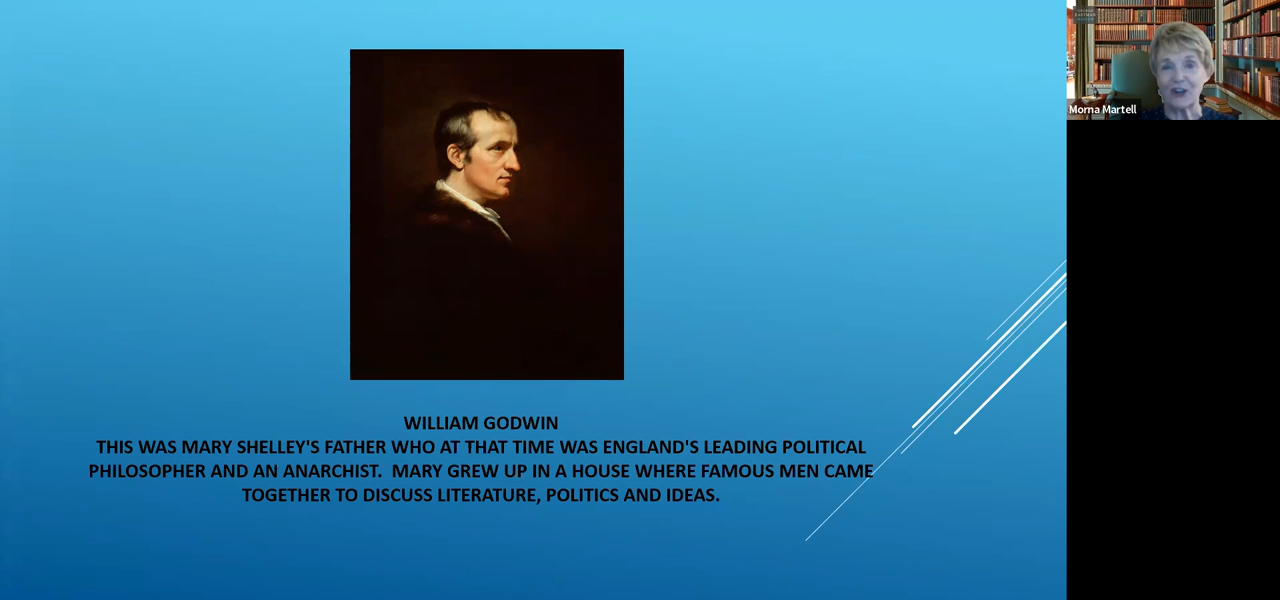 WILLIAM GODWIN
THIS WAS MARY SHELLEY'S FATHER WHO AT THAT TIME WAS ENGLAND'S LEADING POLITICAL
PHILOSOPHER AND AN ANARCHIST.  MARY GREW UP IN A HOUSE WHERE FAMOUS MEN CAME
TOGETHER TO DISCUSS LITERATURE, POLITICS AND IDEAS.
Morna Martell